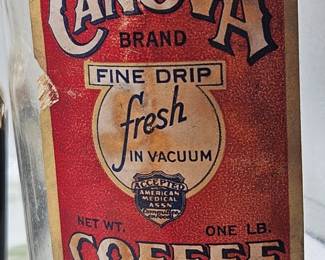 CANOVA
BRAND
FINE DRIP
fresh
IN VACUUM
ACCEPTED
AMERICAN
MEDICAL
ASSN
NET WT. ONE LB.
COFFEE